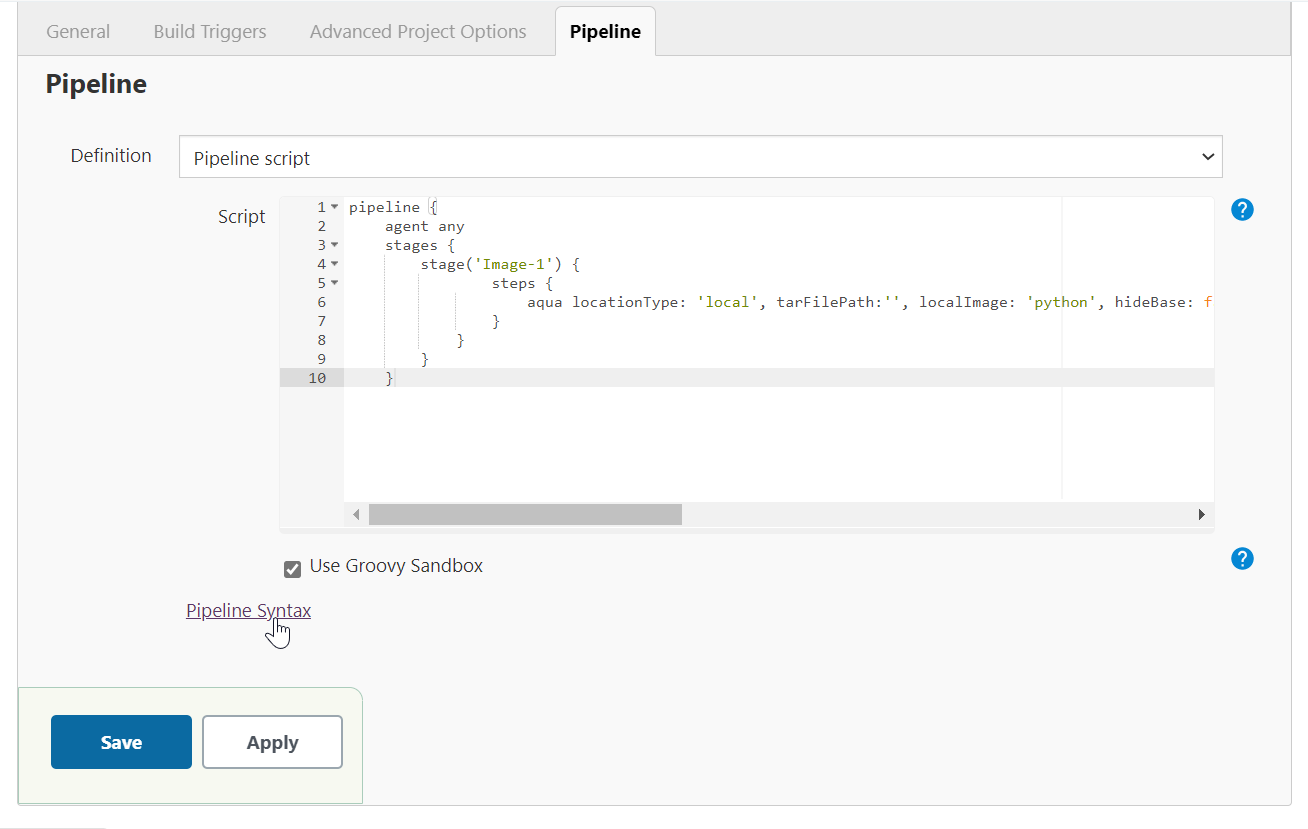 General Build Triggers Advanced Project Options Pipeline
Pipeline
Definition Pipeline script
Script
1 pipeline {
2 agent any
3 stages {
4 stage('Image-1') {
5 steps {
6 aqua locationType: 'local', tarFilePath:'', localImage: 'python', hideBase: f
7 }
8 }
9 }
10 }
?
Use Groovy Sandbox
?
Pipeline Syntax
Save Apply